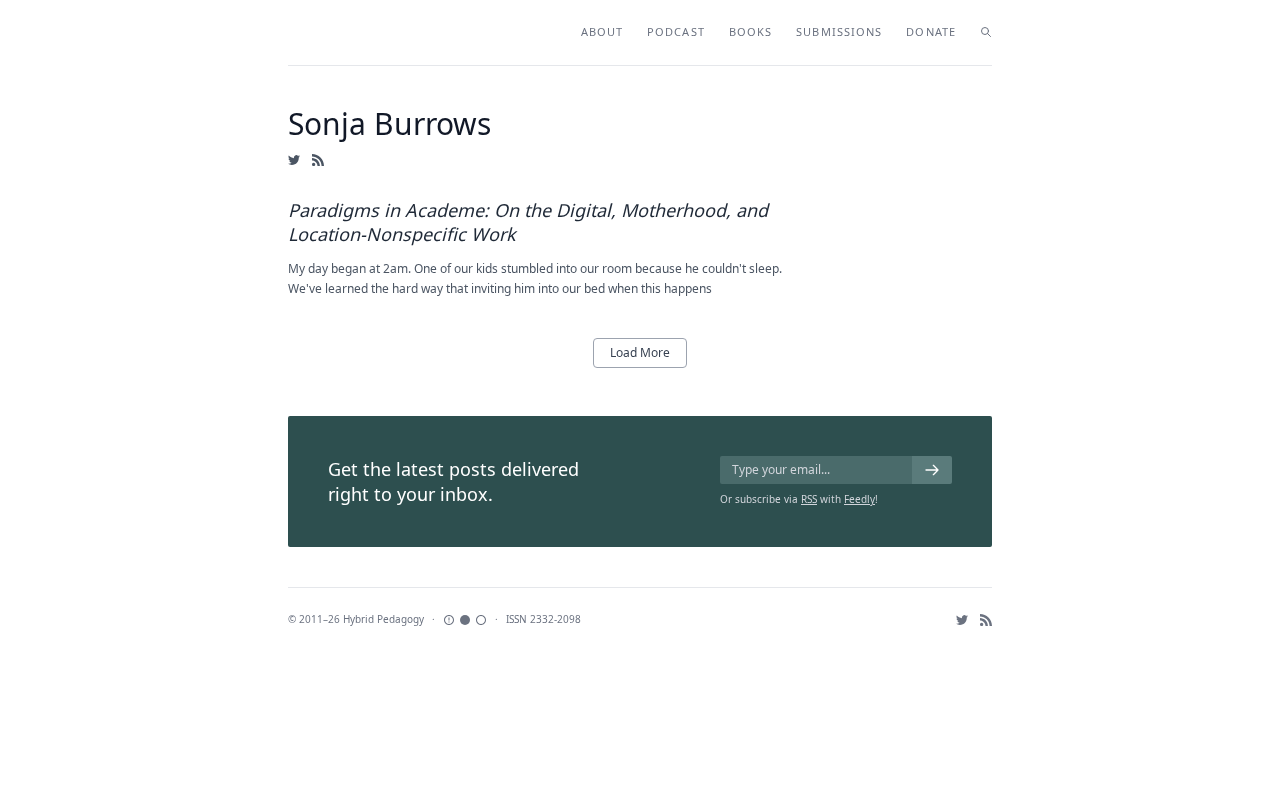 ABOUT PODCAST BOOKS SUBMISSIONS DONATE
Sonja Burrows
Paradigms in Academe: On the Digital, Motherhood, and
Location-Nonspecific Work
My day began at 2am. One of our kids stumbled into our room because he couldn't sleep.
We've learned the hard way that inviting him into our bed when this happens
Load More
Get the latest posts delivered
right to your inbox.
Type your email...
Or subscribe via RSS with Feedly!
© 2011–26 Hybrid Pedagogy · · ISSN 2332-2098